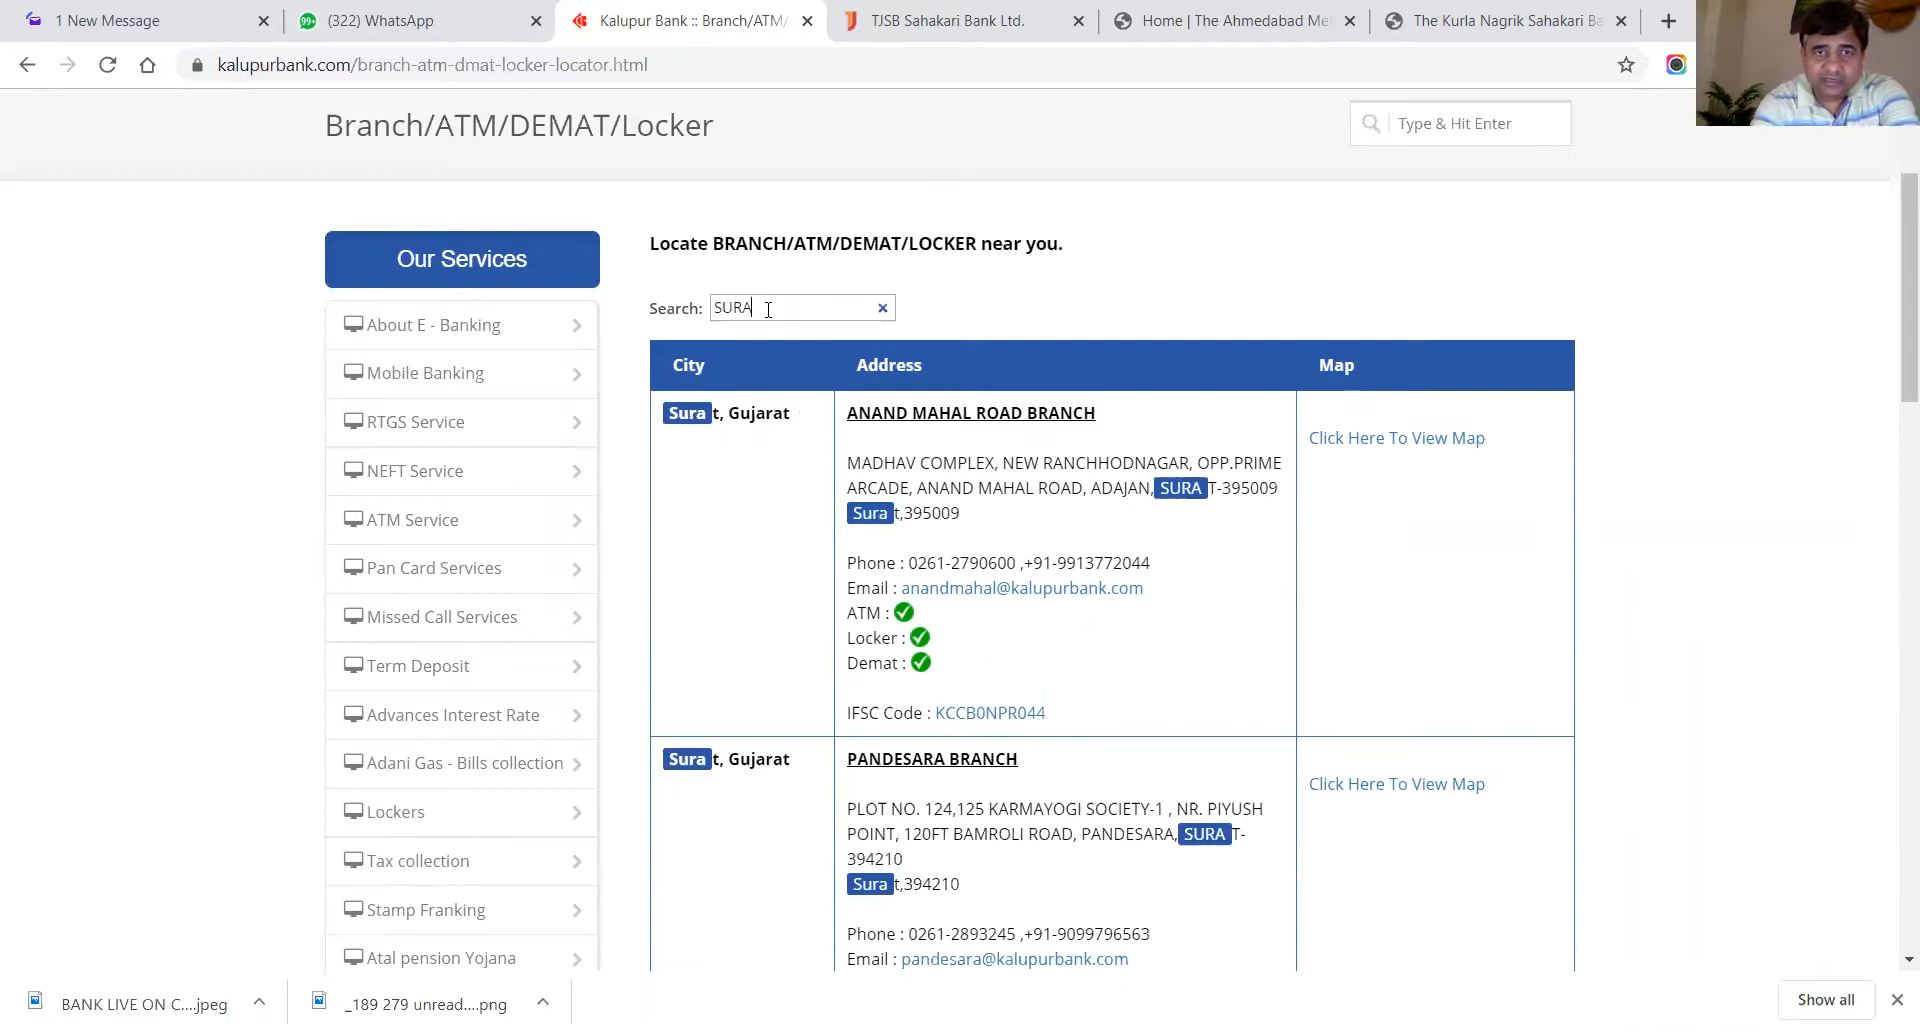 1 New Message
(322) WhatsApp
Kalupur Bank :: Branch/ATM/
TJSB Sahakari Bank Ltd.
Home | The Ahmedabad Me
The Kurla Nagrik Sahakari Ba
kalupurbank.com/branch-atm-dmat-locker-locator.html
Branch/ATM/DEMAT/Locker
Type & Hit Enter
Our Services
About E - Banking
Mobile Banking
RTGS Service
NEFT Service
ATM Service
Pan Card Services
Missed Call Services
Term Deposit
Advances Interest Rate
Adani Gas - Bills collection
Lockers
Tax collection
Stamp Franking
Atal pension Yojana
Locate BRANCH/ATM/DEMAT/LOCKER near you.
Search: SURA
City Address Map
Surat, Gujarat
ANAND MAHAL ROAD BRANCH
MADHAV COMPLEX, NEW RANCHHODNAGAR, OPP.PRIME
ARCADE, ANAND MAHAL ROAD, ADAJAN,SURAT-395009
Surat,395009
Phone : 0261-2790600 ,+91-9913772044
Email : anandmahal@kalupurbank.com
ATM :
Locker :
Demat :
IFSC Code : KCCB0NPR044
Click Here To View Map
Surat, Gujarat
PANDESARA BRANCH
PLOT NO. 124,125 KARMAYOGI SOCIETY-1 , NR. PIYUSH
POINT, 120FT BAMROLI ROAD, PANDESARA,SURAT-
394210
Surat,394210
Phone : 0261-2893245 ,+91-9099796563
Email : pandesara@kalupurbank.com
Click Here To View Map
BANK LIVE ON C....jpeg
_189 279 unread....png
Show all